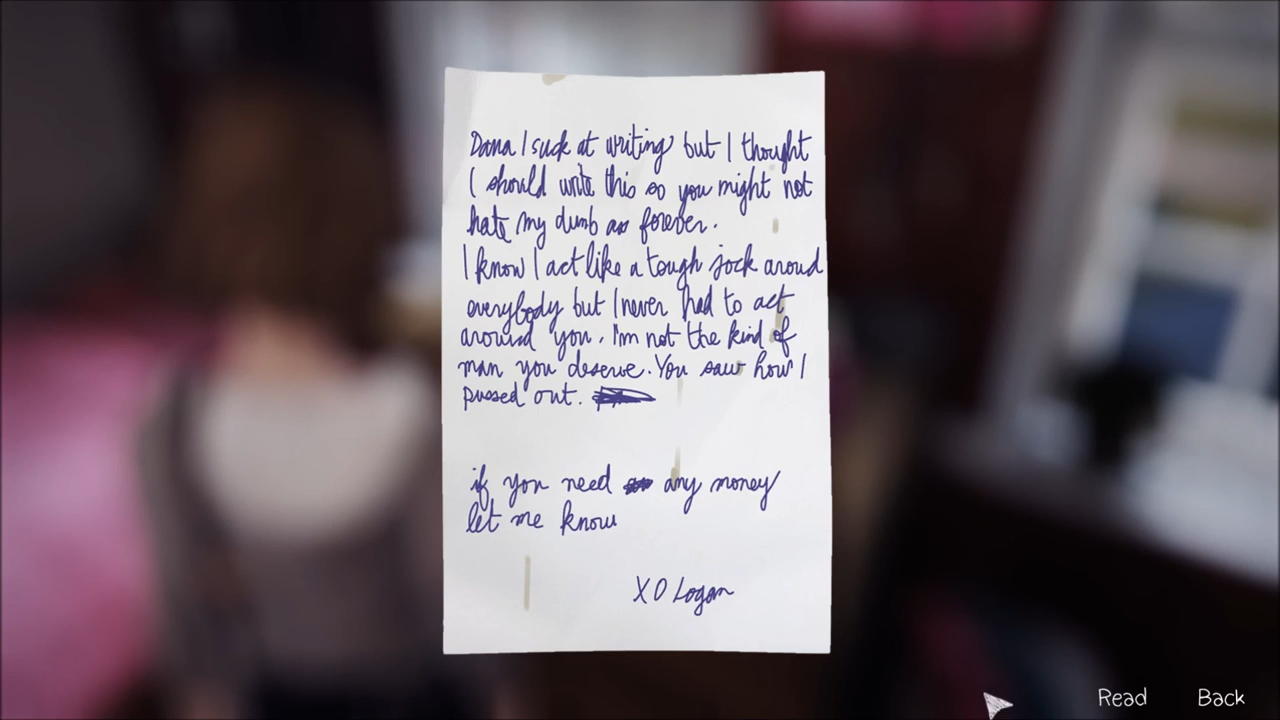 Dana I suck at writing but I thought
I should write this so you might not
hate my dumb ass forever.
I know I act like a tough jock aroud
everybody but I never had to act
around you. I'm not the kind of
man you deserve. You saw how I
pussed out.
if you need any money
let me know
XO Logan
Read
Back